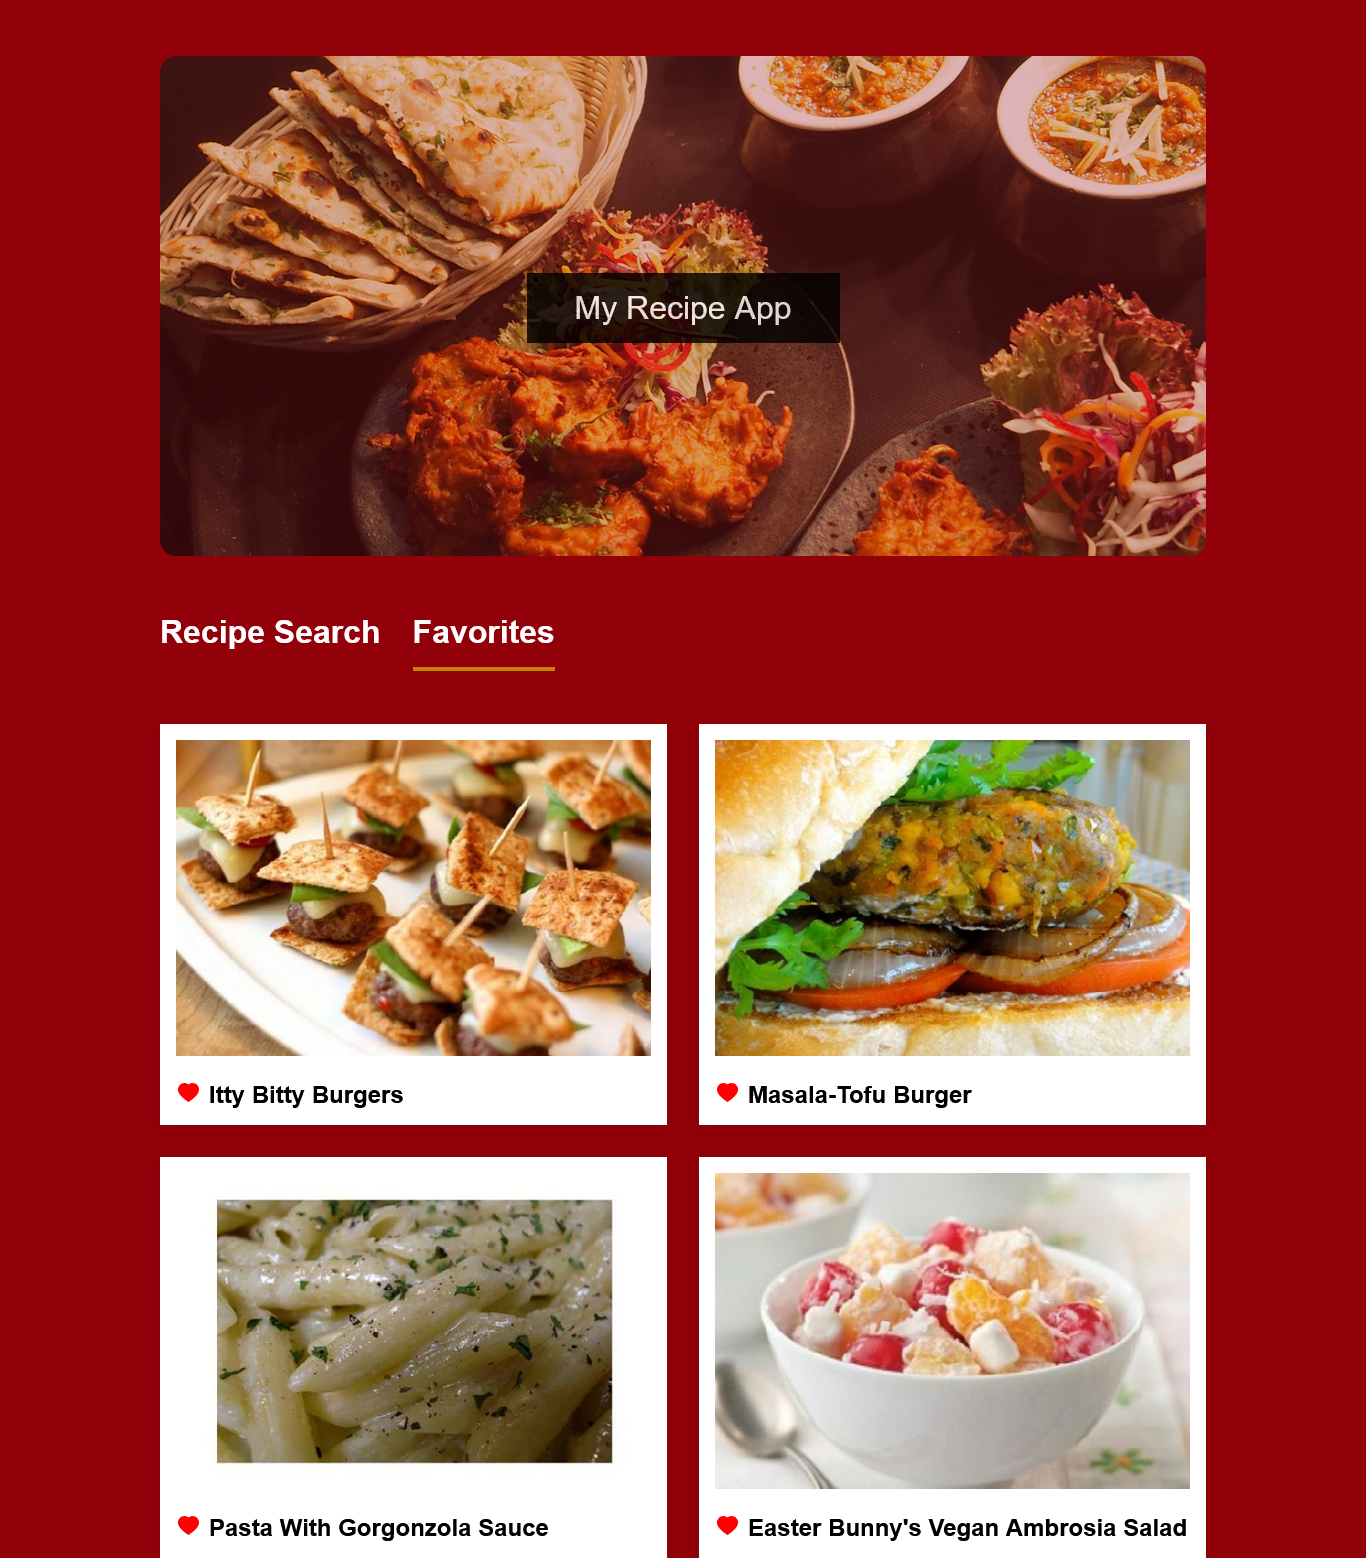 My Recipe App
Recipe Search Favorites
Itty Bitty Burgers
Masala-Tofu Burger
Pasta With Gorgonzola Sauce
Easter Bunny's Vegan Ambrosia Salad